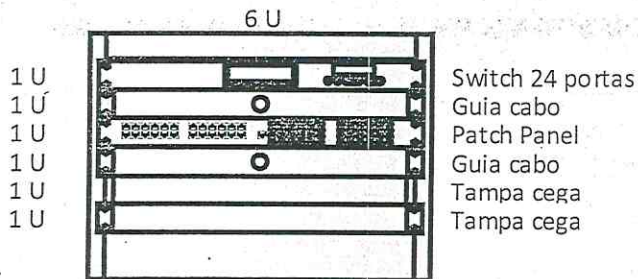 6 U
1 U Switch 24 portas
1 U Guia cabo
1 U Patch Panel
1 U Guia cabo
1 U Tampa cega
1 U Tampa cega